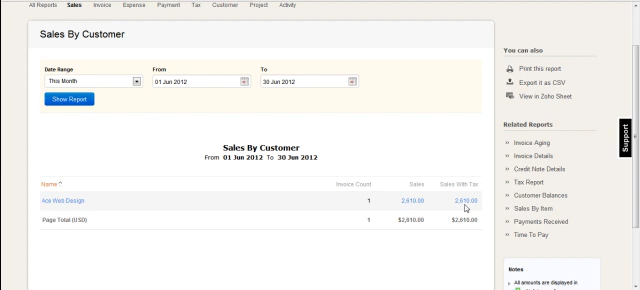 All Reports Sales Invoice Expense Payment Tax Customer Project Activity
Sales By Customer
Date Range From To
This Month 01 Jun 2012 30 Jun 2012
Show Report
Sales By Customer
From 01 Jun 2012 To 30 Jun 2012
Name Invoice Count Sales Sales With Tax
Ace Web Design 1 2,610.00 2,610.00
Page Total (USD) 1 $2,610.00 $2,610.00
You can also
Print this report
Export it as CSV
View in Zoho Sheet
Related Reports
» Invoice Aging
» Invoice Details
» Credit Note Details
» Tax Report
» Customer Balances
» Sales By Item
» Payments Received
» Time To Pay
Notes
All amounts are displayed in
Support